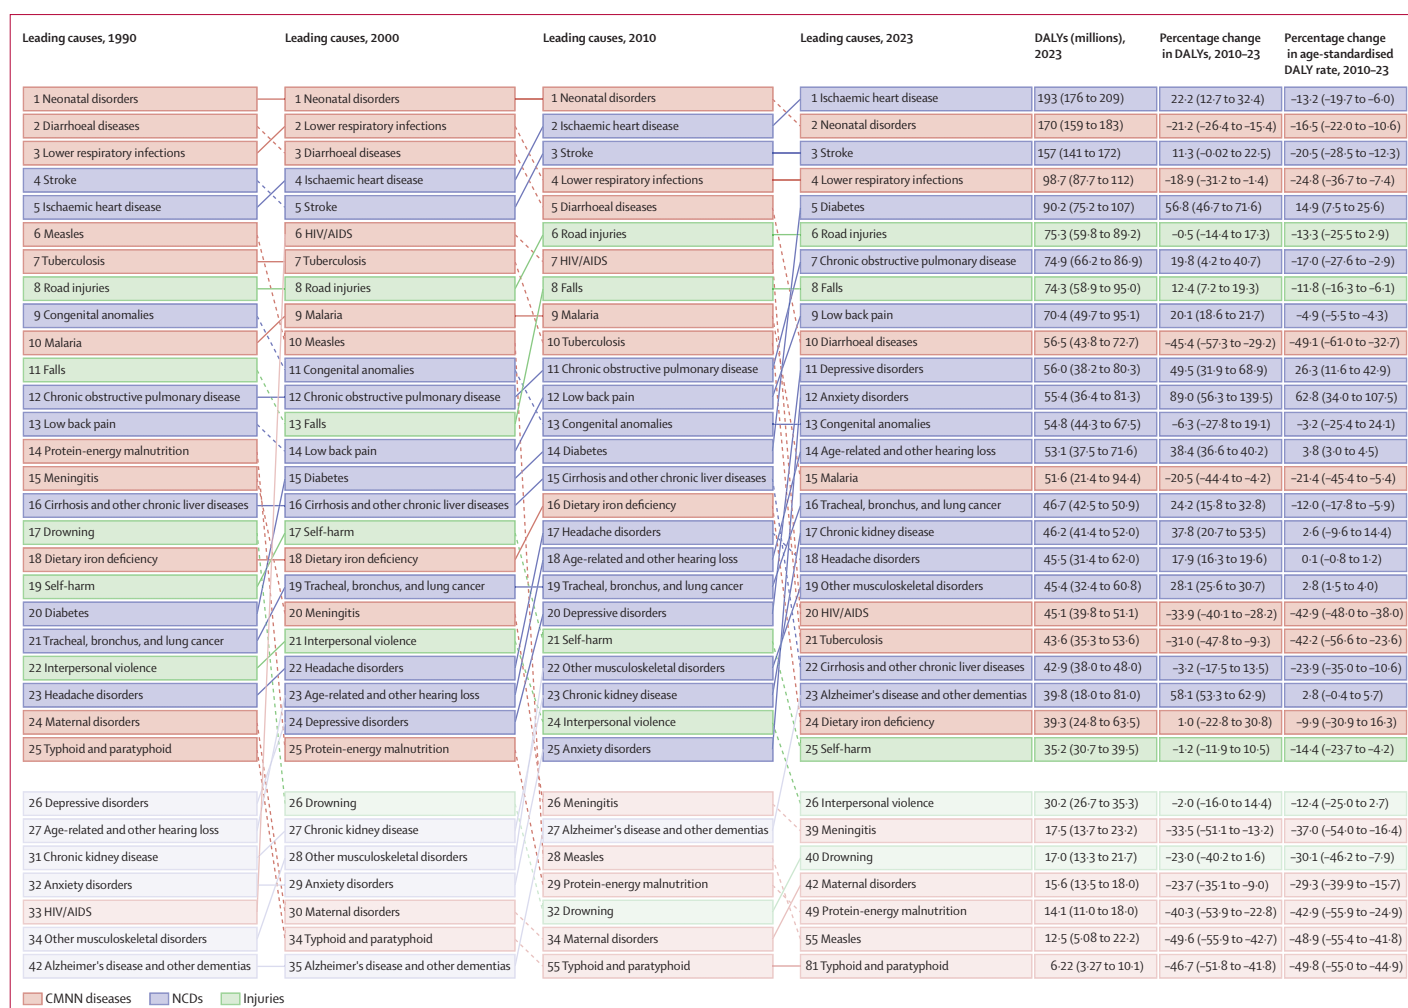 Leading causes, 1990 Leading causes, 2000 Leading causes, 2010 Leading causes, 2023 DALYs (millions), 2023 Percentage change in DALYs, 2010–23 Percentage change in age-standardised DALY rate, 2010–23
1 Neonatal disorders 1 Neonatal disorders 1 Neonatal disorders 1 Ischaemic heart disease 193 (176 to 209) 22·2 (12·7 to 32·4) −13·2 (−19·7 to −6·0)
2 Diarrhoeal diseases 2 Lower respiratory infections 2 Ischaemic heart disease 2 Neonatal disorders 170 (159 to 183) −21·2 (−26·4 to −15·4) −16·5 (−22·0 to −10·6)
3 Lower respiratory infections 3 Diarrhoeal diseases 3 Stroke 3 Stroke 157 (141 to 172) 11·3 (−0·02 to 22·5) −20·5 (−28·5 to −12·3)
4 Stroke 4 Ischaemic heart disease 4 Lower respiratory infections 4 Lower respiratory infections 98·7 (87·7 to 112) −18·9 (−31·2 to −1·4) −24·8 (−36·7 to −7·4)
5 Ischaemic heart disease 5 Stroke 5 Diarrhoeal diseases 5 Diabetes 90·2 (75·2 to 107) 56·8 (46·7 to 71·6) 14·9 (7·5 to 25·6)
6 Measles 6 HIV/AIDS 6 Road injuries 6 Road injuries 75·3 (59·8 to 89·2) −0·5 (−14·4 to 17·3) −13·3 (−25·5 to 2·9)
7 Tuberculosis 7 Tuberculosis 7 HIV/AIDS 7 Chronic obstructive pulmonary disease 74·9 (66·2 to 86·9) 19·8 (4·2 to 40·7) −17·0 (−27·6 to −2·9)
8 Road injuries 8 Road injuries 8 Falls 8 Falls 74·3 (58·9 to 95·0) 12·4 (7·2 to 19·3) −11·8 (−16·3 to −6·1)
9 Congenital anomalies 9 Malaria 9 Malaria 9 Low back pain 70·4 (49·7 to 95·1) 20·1 (18·6 to 21·7) −4·9 (−5·5 to −4·3)
10 Malaria 10 Measles 10 Tuberculosis 10 Diarrhoeal diseases 56·5 (43·8 to 72·7) −45·4 (−57·3 to −29·2) −49·1 (−61·0 to −32·7)
11 Falls 11 Congenital anomalies 11 Chronic obstructive pulmonary disease 11 Depressive disorders 56·0 (38·2 to 80·3) 49·5 (31·9 to 68·9) 26·3 (11·6 to 42·9)
12 Chronic obstructive pulmonary disease 12 Chronic obstructive pulmonary disease 12 Low back pain 12 Anxiety disorders 55·4 (36·4 to 81·3) 89·0 (56·3 to 139·5) 62·8 (34·0 to 107·5)
13 Low back pain 13 Falls 13 Congenital anomalies 13 Congenital anomalies 54·8 (44·3 to 67·5) −6·3 (−27·8 to 19·1) −3·2 (−25·4 to 24·1)
14 Protein-energy malnutrition 14 Low back pain 14 Diabetes 14 Age-related and other hearing loss 53·1 (37·5 to 71·6) 38·4 (36·6 to 40·2) 3·8 (3·0 to 4·5)
15 Meningitis 15 Diabetes 15 Cirrhosis and other chronic liver diseases 15 Malaria 51·6 (21·4 to 94·4) −20·5 (−44·4 to −4·2) −21·4 (−45·4 to −5·4)
16 Cirrhosis and other chronic liver diseases 16 Cirrhosis and other chronic liver diseases 16 Dietary iron deficiency 16 Tracheal, bronchus, and lung cancer 46·7 (42·5 to 50·9) 24·2 (15·8 to 32·8) −12·0 (−17·8 to −5·9)
17 Drowning 17 Self-harm 17 Headache disorders 17 Chronic kidney disease 46·2 (41·4 to 52·0) 37·8 (20·7 to 53·5) 2·6 (−9·6 to 14·4)
18 Dietary iron deficiency 18 Dietary iron deficiency 18 Age-related and other hearing loss 18 Headache disorders 45·5 (31·4 to 62·0) 17·9 (16·3 to 19·6) 0·1 (−0·8 to 1·2)
19 Self-harm 19 Tracheal, bronchus, and lung cancer 19 Tracheal, bronchus, and lung cancer 19 Other musculoskeletal disorders 45·4 (32·4 to 60·8) 28·1 (25·6 to 30·7) 2·8 (1·5 to 4·0)
20 Diabetes 20 Meningitis 20 Depressive disorders 20 HIV/AIDS 45·1 (39·8 to 51·1) −33·9 (−40·1 to −28·2) −42·9 (−48·0 to −38·0)
21 Tracheal, bronchus, and lung cancer 21 Interpersonal violence 21 Self-harm 21 Tuberculosis 43·6 (35·3 to 53·6) −31·0 (−47·8 to −9·3) −42·2 (−56·6 to −23·6)
22 Interpersonal violence 22 Headache disorders 22 Other musculoskeletal disorders 22 Cirrhosis and other chronic liver diseases 42·9 (38·0 to 48·0) −3·2 (−17·5 to 13·5) −23·9 (−35·0 to −10·6)
23 Headache disorders 23 Age-related and other hearing loss 23 Chronic kidney disease 23 Alzheimer's disease and other dementias 39·8 (18·0 to 81·0) 58·1 (53·3 to 62·9) 2·8 (−0·4 to 5·7)
24 Maternal disorders 24 Depressive disorders 24 Interpersonal violence 24 Dietary iron deficiency 39·3 (24·8 to 63·5) 1·0 (−22·8 to 30·8) −9·9 (−30·9 to 16·3)
25 Typhoid and paratyphoid 25 Protein-energy malnutrition 25 Anxiety disorders 25 Self-harm 35·2 (30·7 to 39·5) −1·2 (−11·9 to 10·5) −14·4 (−23·7 to −4·2)
26 Depressive disorders 26 Drowning 26 Meningitis 26 Interpersonal violence 30·2 (26·7 to 35·3) −2·0 (−16·0 to 14·4) −12·4 (−25·0 to 2·7)
27 Age-related and other hearing loss 27 Chronic kidney disease 27 Alzheimer's disease and other dementias 39 Meningitis 17·5 (13·7 to 23·2) −33·5 (−51·1 to −13·2) −37·0 (−54·0 to −16·4)
31 Chronic kidney disease 28 Other musculoskeletal disorders 28 Measles 40 Drowning 17·0 (13·3 to 21·7) −23·0 (−40·2 to 1·6) −30·1 (−46·2 to −7·9)
32 Anxiety disorders 29 Anxiety disorders 29 Protein-energy malnutrition 42 Maternal disorders 15·6 (13·5 to 18·0) −23·7 (−35·1 to −9·0) −29·3 (−39·9 to −15·7)
33 HIV/AIDS 30 Maternal disorders 32 Drowning 49 Protein-energy malnutrition 14·1 (11·0 to 18·0) −40·3 (−53·9 to −22·8) −42·9 (−55·9 to −24·9)
34 Other musculoskeletal disorders 34 Typhoid and paratyphoid 34 Maternal disorders 55 Measles 12·5 (5·08 to 22·2) −49·6 (−55·9 to −42·7) −48·9 (−55·4 to −41·8)
42 Alzheimer's disease and other dementias 35 Alzheimer's disease and other dementias 55 Typhoid and paratyphoid 81 Typhoid and paratyphoid 6·22 (3·27 to 10·1) −46·7 (−51·8 to −41·8) −49·8 (−55·0 to −44·9)
CMNN diseases NCDs Injuries